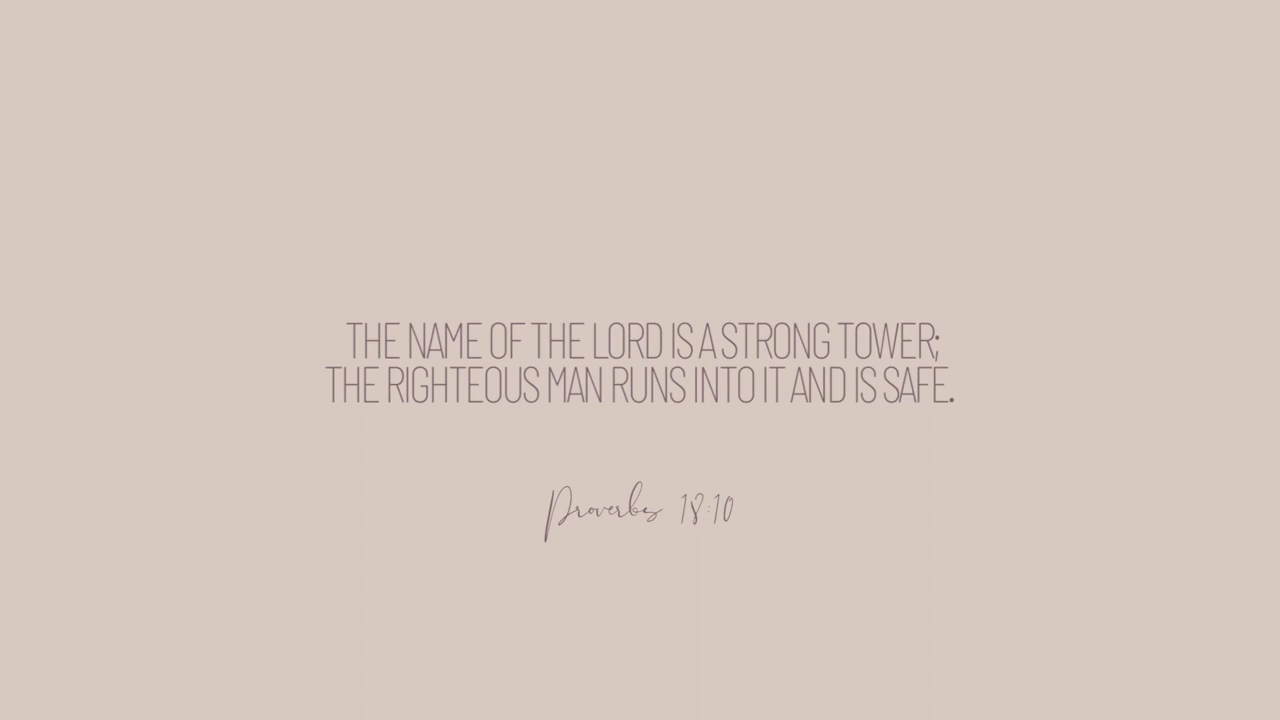 THE NAME OF THE LORD IS A STRONG TOWER;
THE RIGHTEOUS MAN RUNS INTO IT AND IS SAFE.
Proverbs 18:10